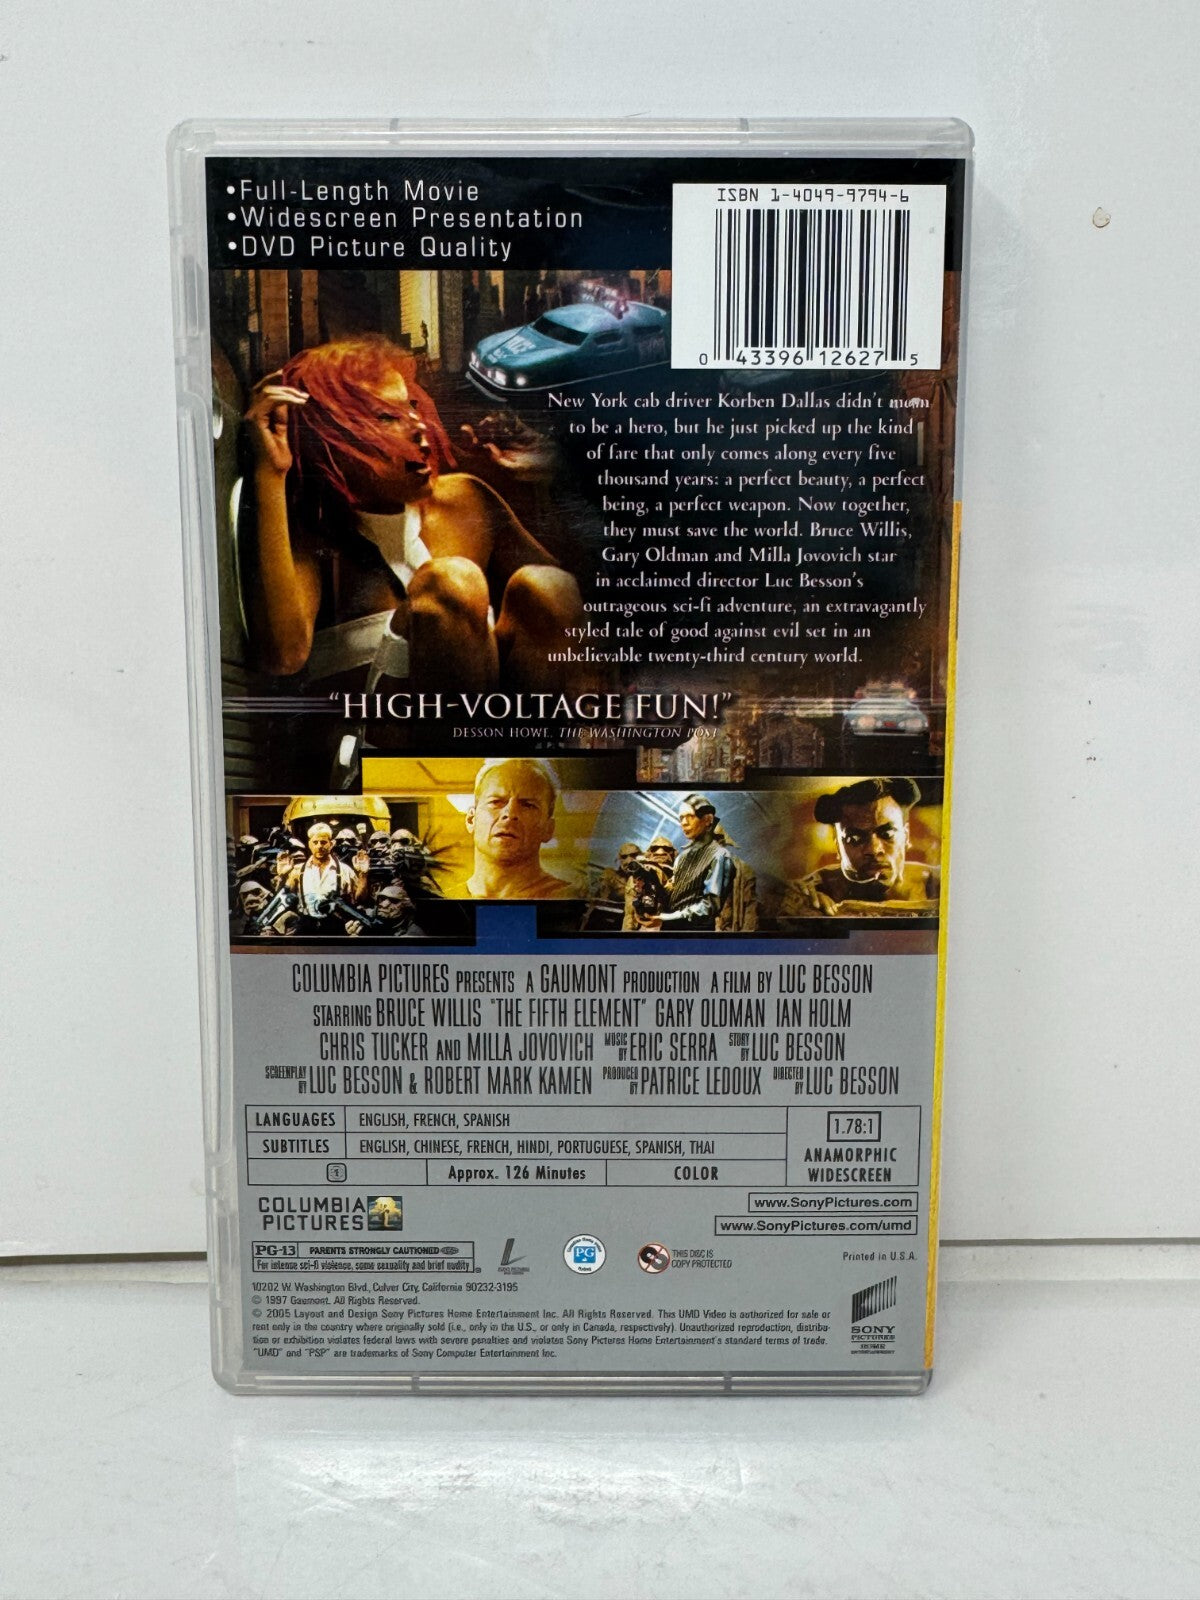 •Full-Length Movie
•Widescreen Presentation
•DVD Picture Quality
ISBN 1-4049-9794-6
0 43396 12627 5
New York cab driver Korben Dallas didn't mean
to be a hero, but he just picked up the kind
of fare that only comes along every five
thousand years: a perfect beauty, a perfect
being, a perfect weapon. Now together,
they must save the world. Bruce Willis,
Gary Oldman and Milla Jovovich star
in acclaimed director Luc Besson's
outrageous sci-fi adventure, an extravagantly
styled tale of good against evil set in an
unbelievable twenty-third century world.
"HIGH-VOLTAGE FUN!"
DESSON HOWE, THE WASHINGTON POST
COLUMBIA PICTURES PRESENTS A GAUMONT PRODUCTION A FILM BY LUC BESSON
STARRING BRUCE WILLIS "THE FIFTH ELEMENT" GARY OLDMAN IAN HOLM
CHRIS TUCKER AND MILLA JOVOVICH MUSIC BY ERIC SERRA STORY BY LUC BESSON
SCREENPLAY BY LUC BESSON & ROBERT MARK KAMEN PRODUCED BY PATRICE LEDOUX DIRECTED BY LUC BESSON
LANGUAGES ENGLISH, FRENCH, SPANISH
SUBTITLES ENGLISH, CHINESE, FRENCH, HINDI, PORTUGUESE, SPANISH, THAI
1 Approx. 126 Minutes COLOR
1.78:1
ANAMORPHIC
WIDESCREEN
COLUMBIA
PICTURES
www.SonyPictures.com
www.SonyPictures.com/umd
PG-13 PARENTS STRONGLY CAUTIONED
For intense sci-fi violence, some sexuality and brief nudity
PG
THIS DISC IS
COPY PROTECTED
Printed in U.S.A.
10202 W. Washington Blvd., Culver City, California 90232-3195
© 1997 Gaumont. All Rights Reserved.
© 2005 Layout and Design Sony Pictures Home Entertainment Inc. All Rights Reserved. This UMD Video is authorized for sale or
rent only in the country where originally sold (i.e., only in the U.S., or only in Canada, respectively). Unauthorized reproduction, distribu-
tion or exhibition violates federal laws with severe penalties and violates Sony Pictures Home Entertainment's standard terms of trade.
"UMD" and "PSP" are trademarks of Sony Computer Entertainment Inc.
SONY
PICTURES
HOME
ENTERTAINMENT